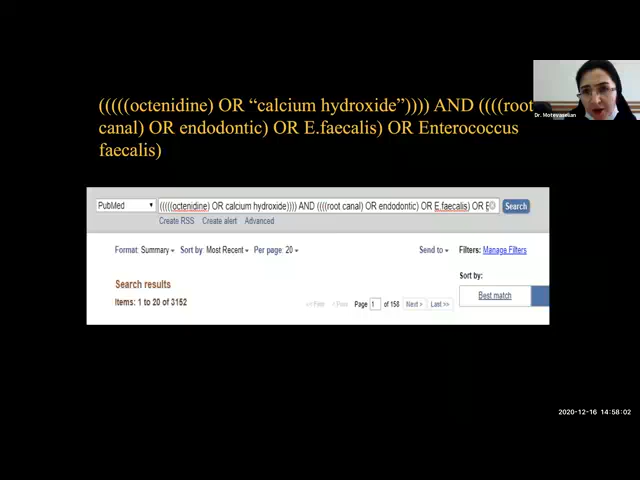 (((((octenidine) OR “calcium hydroxide”)))) AND ((((root
canal) OR endodontic) OR E.faecalis) OR Enterococcus
faecalis)
Dr. Motevaselian
PubMed
(((((octenidine) OR calcium hydroxide)))) AND ((((root canal) OR endodontic) OR E.faecalis) OR E
Search
Create RSS Create alert Advanced
Format: Summary Sort by: Most Recent Per page: 20 Send to Filters: Manage Filters
Sort by:
Search results
Best match
Items: 1 to 20 of 3152
<< First < Prev Page 1 of 158 Next > Last >>
2020-12-16 14:58:02